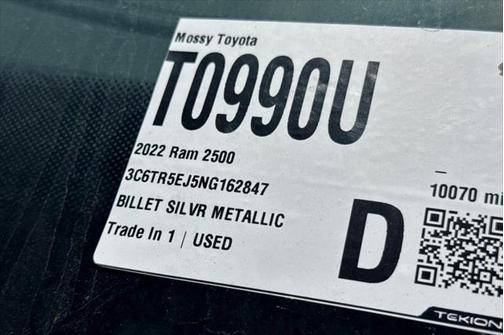 Mossy Toyota
T0990U
2022 Ram 2500
3C6TR5EJ5NG162847
10070 mi
BILLET SILVR METALLIC
Trade In 1 | USED
D
TEKION